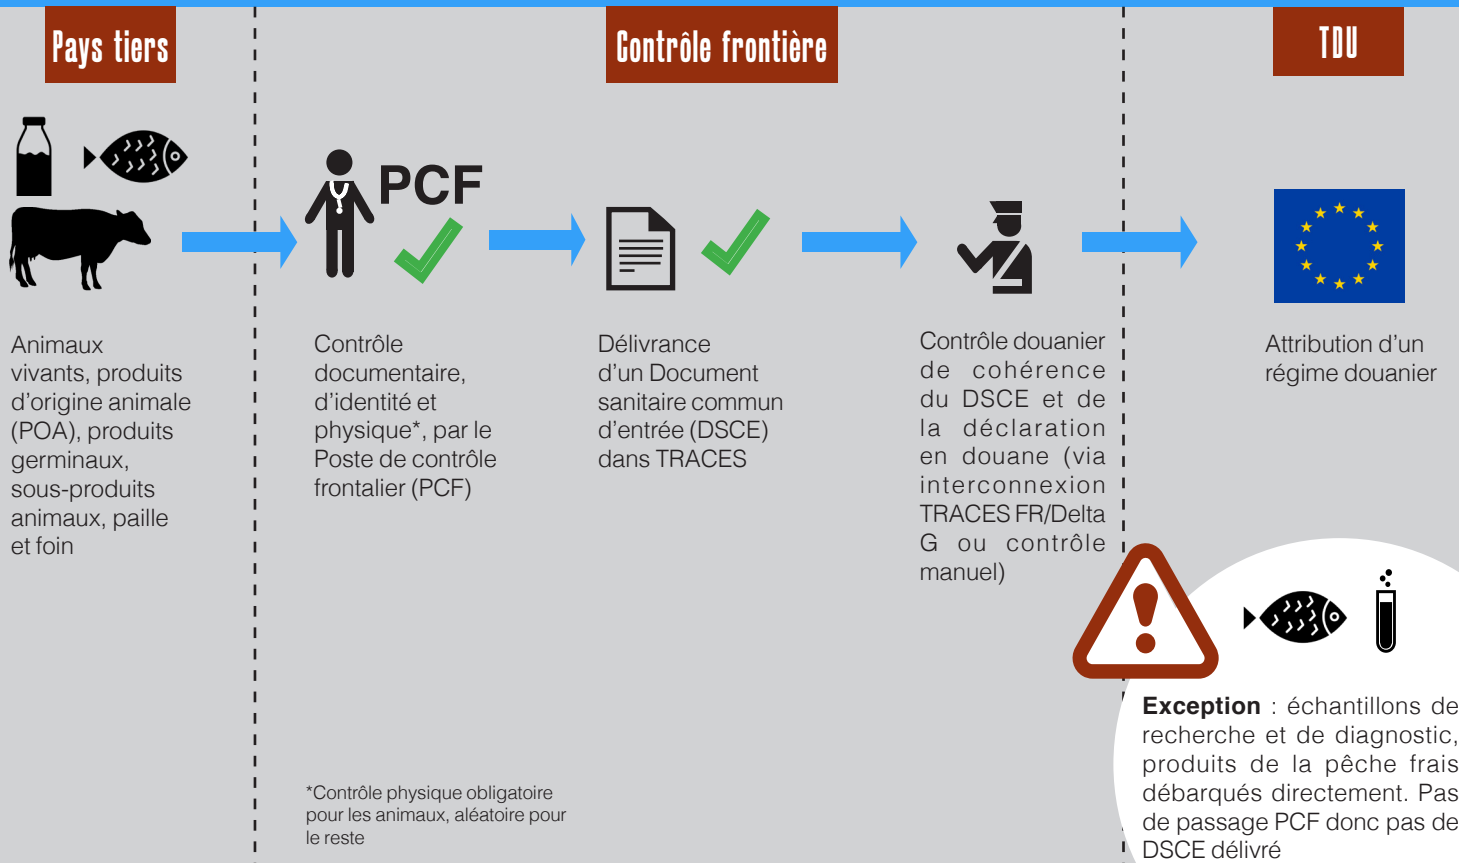 Pays tiers
Contrôle frontière
TDU
PCF
Animaux
vivants, produits
d'origine animale
(POA), produits
germinaux,
sous-produits
animaux, paille
et foin
Contrôle
documentaire,
d'identité et
physique*, par le
Poste de contrôle
frontalier (PCF)
Délivrance
d'un Document
sanitaire commun
d'entrée (DSCE)
dans TRACES
Contrôle douanier
de cohérence
du DSCE et de
la déclaration
en douane (via
interconnexion
TRACES FR/Delta
G ou contrôle
manuel)
Attribution d'un
régime douanier
Exception : échantillons de
recherche et de diagnostic,
produits de la pêche frais
débarqués directement. Pas
de passage PCF donc pas de
DSCE délivré
*Contrôle physique obligatoire
pour les animaux, aléatoire pour
le reste